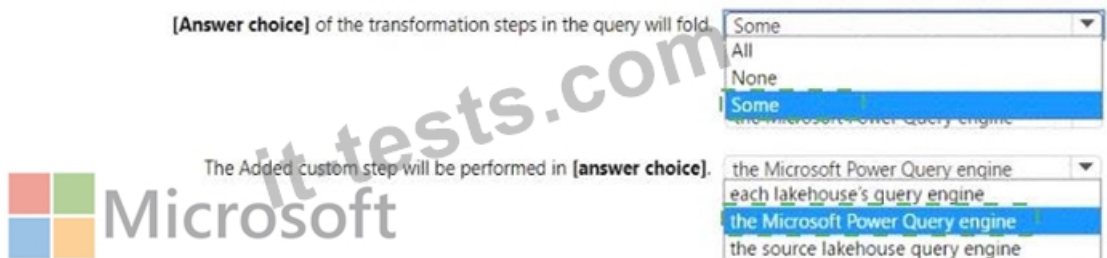 [Answer choice] of the transformation steps in the query will fold. Some
All
None
Some
the Microsoft Power Query engine
The Added custom step will be performed in [answer choice]. the Microsoft Power Query engine
each lakehouse's query engine
the Microsoft Power Query engine
the source lakehouse query engine
it-tests.com
Microsoft